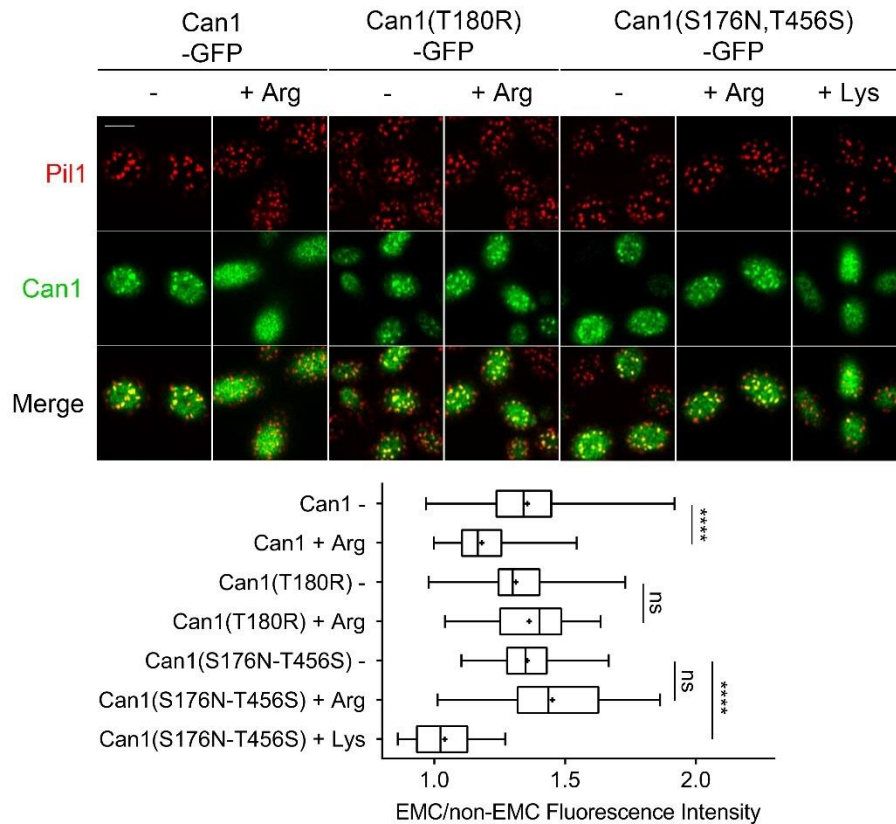 Can1 Can1(T180R) Can1(S176N,T456S)
-GFP -GFP -GFP
- + Arg - + Arg - + Arg + Lys
Pil1
Can1
Merge
Can1 -
Can1 + Arg
Can1(T180R) -
Can1(T180R) + Arg
Can1(S176N-T456S) -
Can1(S176N-T456S) + Arg
Can1(S176N-T456S) + Lys
****
ns
ns
****
1.0 1.5 2.0
EMC/non-EMC Fluorescence Intensity